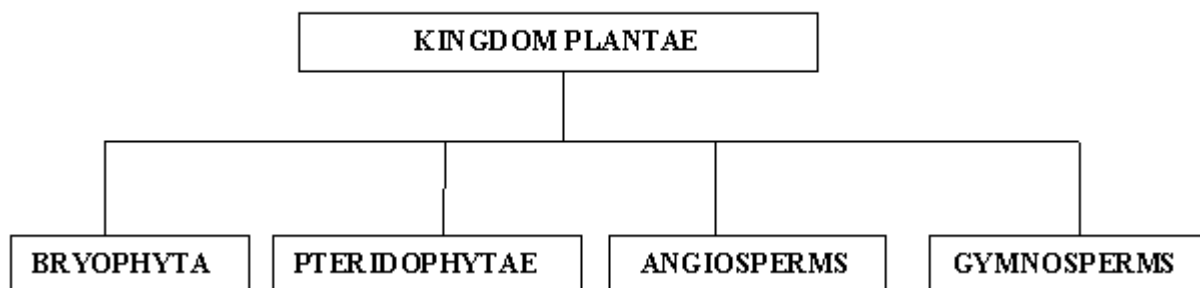 KINGDOM PLANTAE
BRYOPHYTA
PTERIDOPHYTAE
ANGIOSPERMS
GYMNOSPERMS